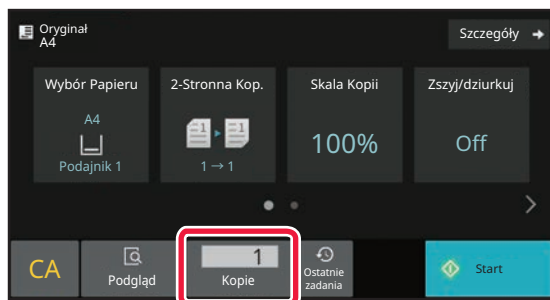 Oryginał
A4
Szczegóły
Wybór Papieru
A4
Podajnik 1
2-Stronna Kop.
1 → 1
Skala Kopii
100%
Zszyj/dziurkuj
Off
CA
Podgląd
1
Kopie
Ostatnie
zadania
Start